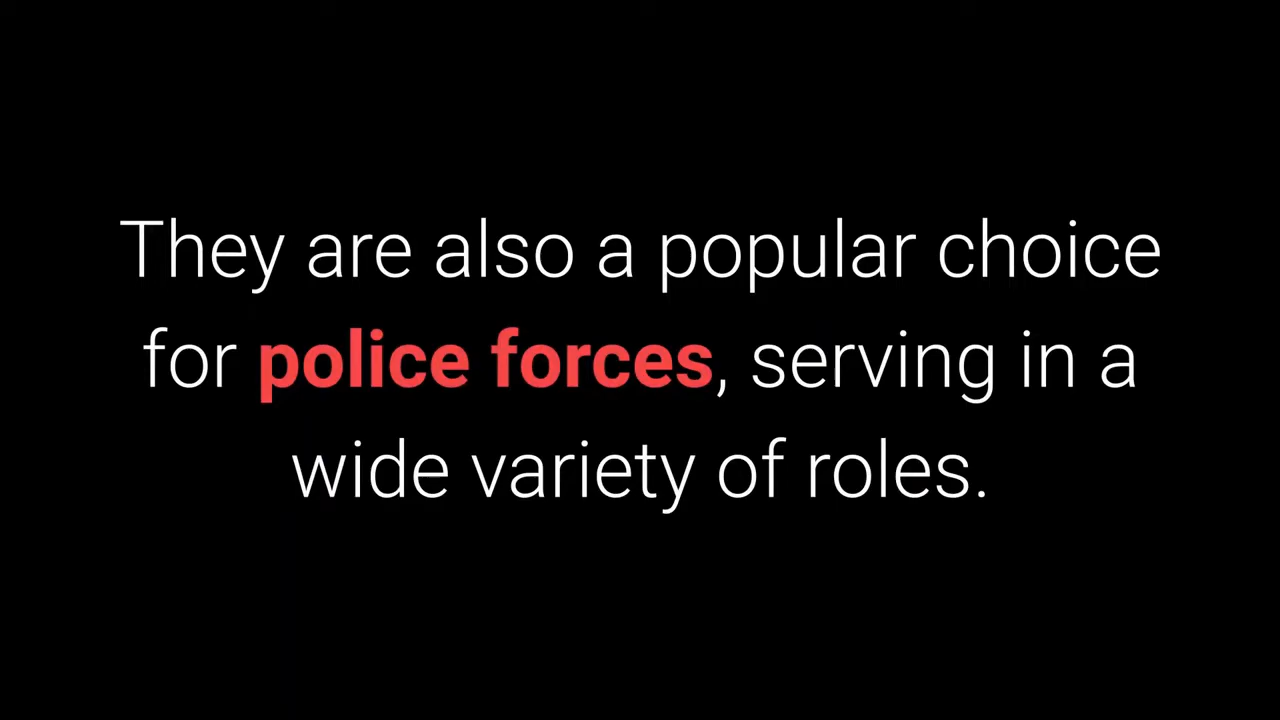 They are also a popular choice
for police forces, serving in a
wide variety of roles.